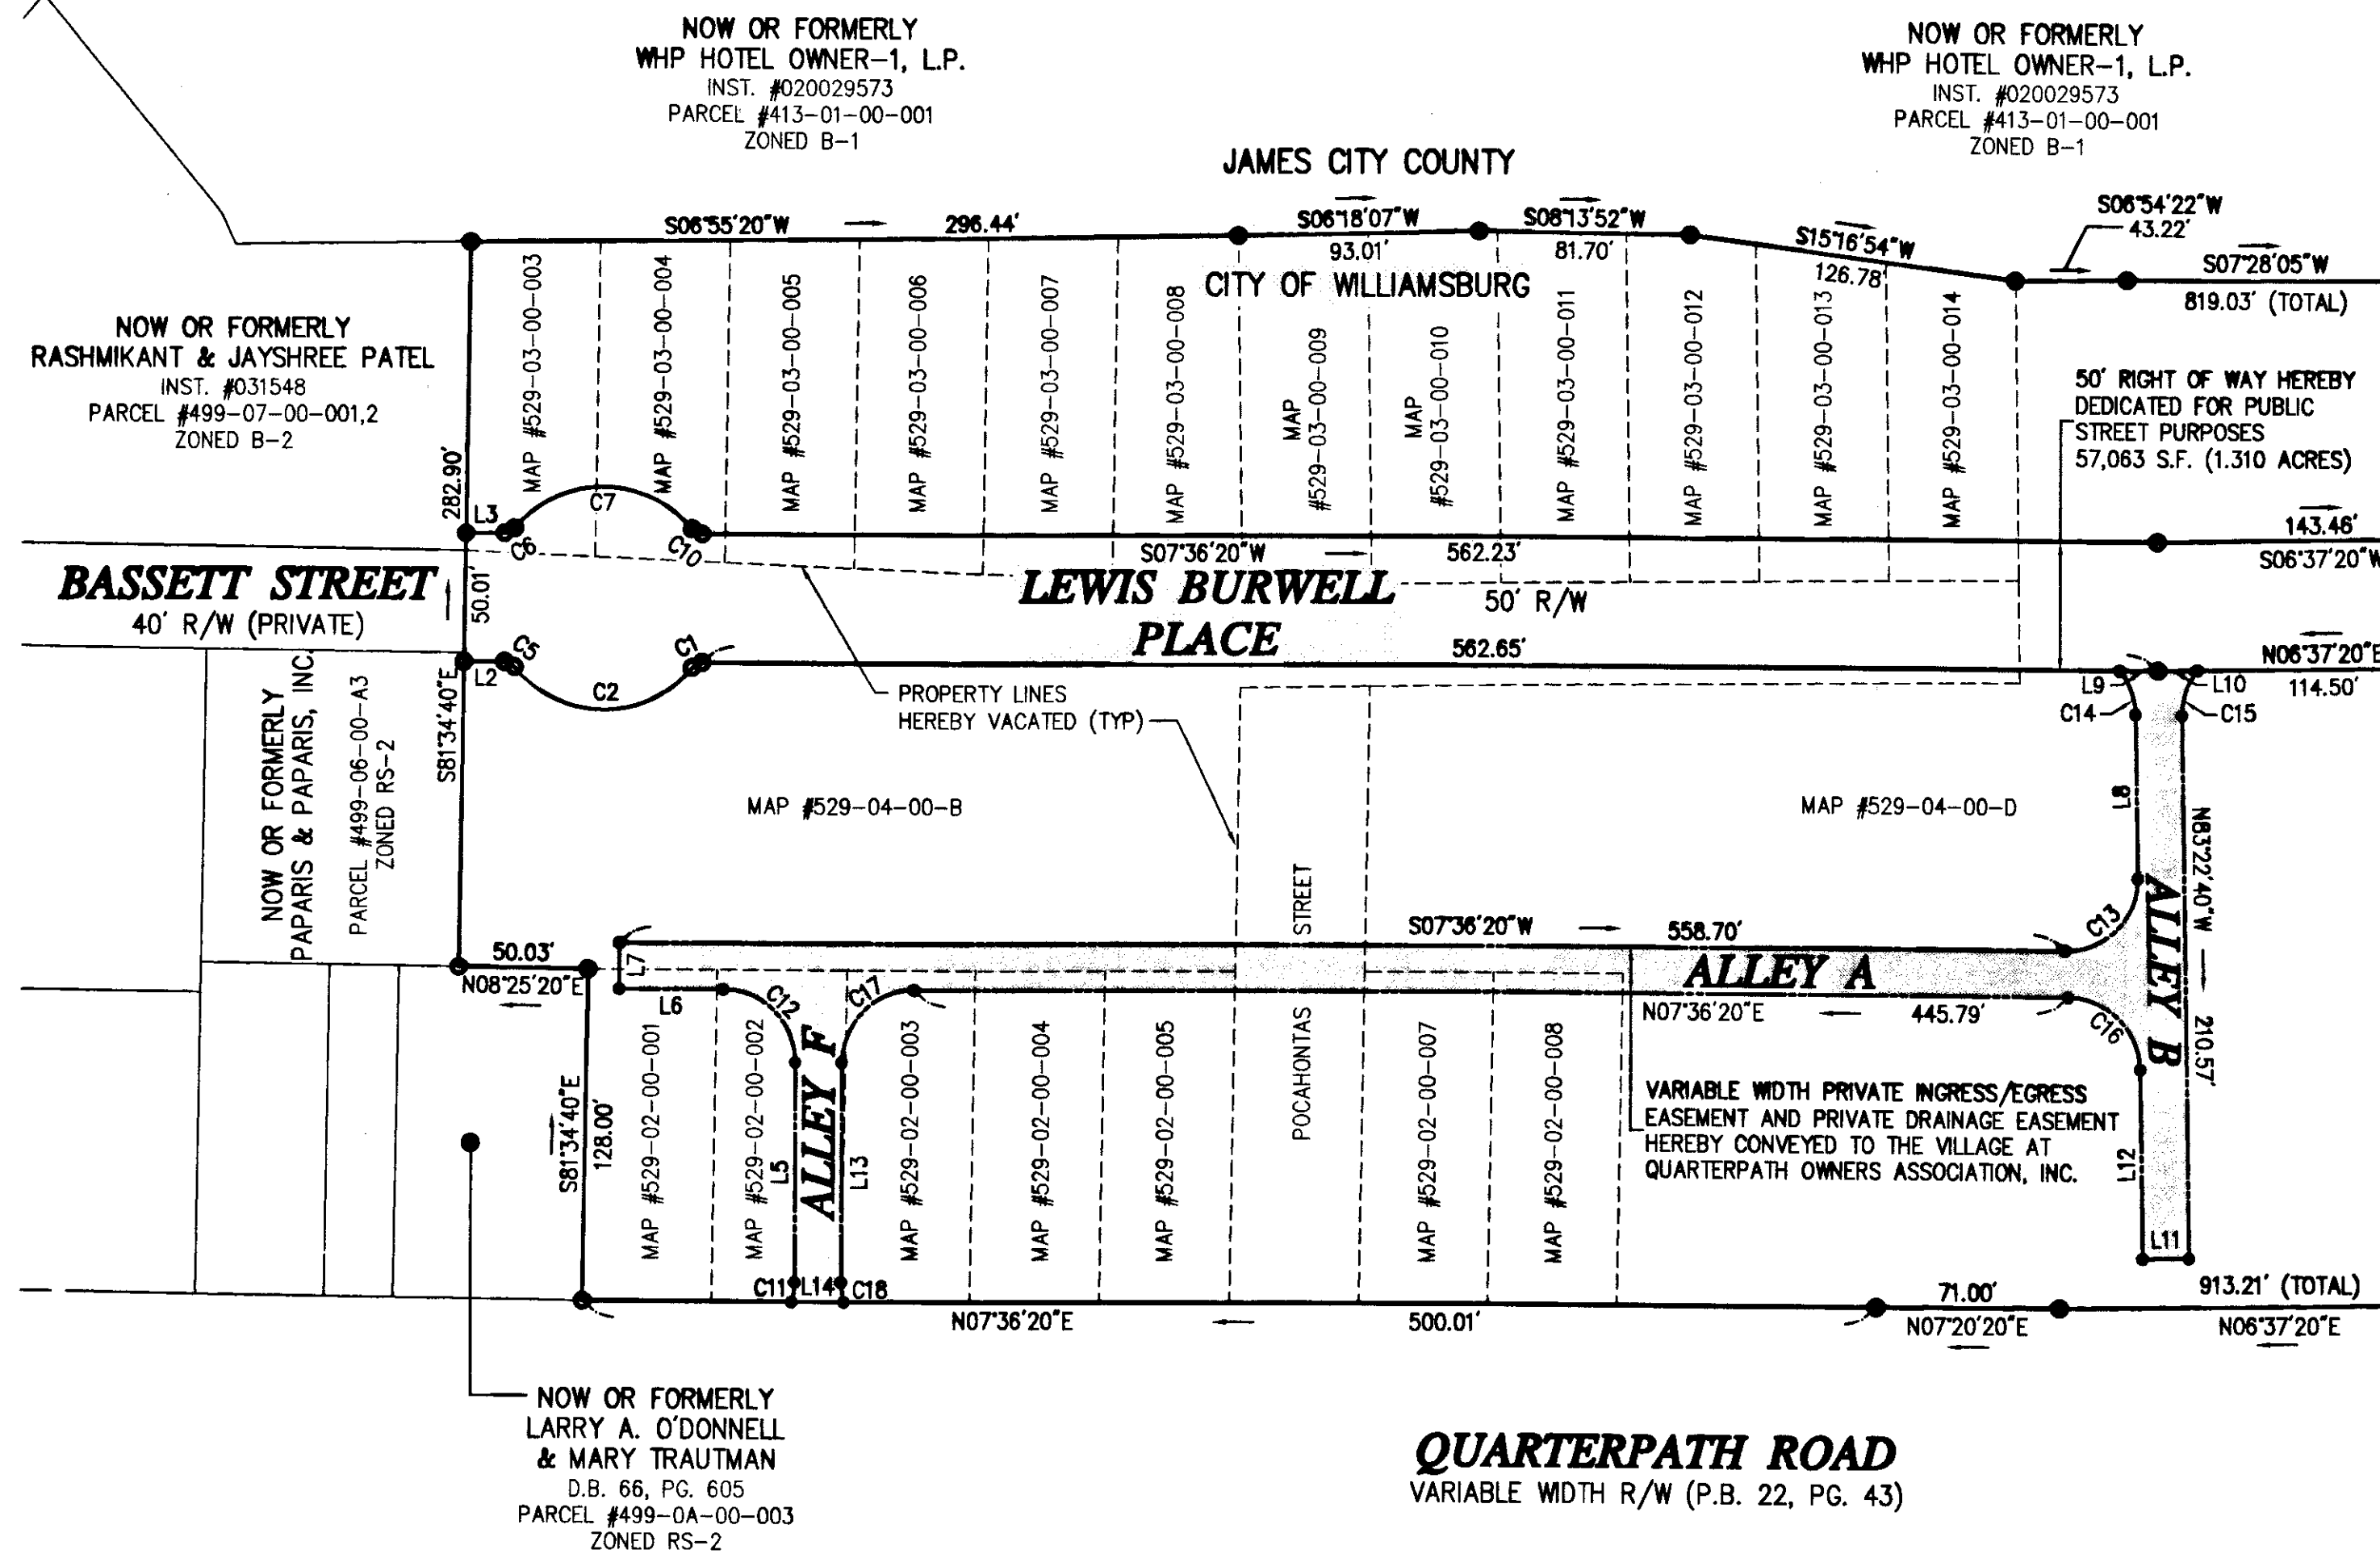 NOW OR FORMERLY
WHP HOTEL OWNER-1, L.P.
INST. #020029573
PARCEL #413-01-00-001
ZONED B-1
NOW OR FORMERLY
WHP HOTEL OWNER-1, L.P.
INST. #020029573
PARCEL #413-01-00-001
ZONED B-1
JAMES CITY COUNTY
S06°55'20"W
296.44'
S06°18'07"W
93.01'
S08°13'52"W
81.70'
S15°16'54"W
126.78'
S06°54'22"W
43.22'
S07°28'05"W
819.03' (TOTAL)
CITY OF WILLIAMSBURG
NOW OR FORMERLY
RASHMIKANT & JAYSHREE PATEL
INST. #031548
PARCEL #499-07-00-001,2
ZONED B-2
282.90'
MAP #529-03-00-003
MAP #529-03-00-004
MAP #529-03-00-005
MAP #529-03-00-006
MAP #529-03-00-007
MAP #529-03-00-008
MAP
#529-03-00-009
MAP
#529-03-00-010
MAP #529-03-00-011
MAP #529-03-00-012
MAP #529-03-00-013
MAP #529-03-00-014
50' RIGHT OF WAY HEREBY
DEDICATED FOR PUBLIC
STREET PURPOSES
57,063 S.F. (1.310 ACRES)
L3
C6
C7
C10
S07°36'20"W
562.23'
143.46'
S06°37'20"W
BASSETT STREET
40' R/W (PRIVATE)
50.01'
LEWIS BURWELL
PLACE
50' R/W
562.65'
N06°37'20"E
114.50'
L2
C5
C2
C1
L9
L10
C14
C15
PROPERTY LINES
HEREBY VACATED (TYP)
NOW OR FORMERLY
PAPARIS & PAPARIS, INC.
PARCEL #499-06-00-A3
ZONED RS-2
S81°34'40"E
MAP #529-04-00-B
MAP #529-04-00-D
L8
N83°22'40"W
210.57'
ALLEY B
C13
50.03'
N08°25'20"E
L7
L6
C12
C17
S07°36'20"W
558.70'
ALLEY A
N07°36'20"E
445.79'
C16
POCAHONTAS STREET
S81°34'40"E
128.00'
MAP #529-02-00-001
MAP #529-02-00-002
L5
ALLEY F
L13
MAP #529-02-00-003
MAP #529-02-00-004
MAP #529-02-00-005
MAP #529-02-00-007
MAP #529-02-00-008
VARIABLE WIDTH PRIVATE INGRESS/EGRESS
EASEMENT AND PRIVATE DRAINAGE EASEMENT
HEREBY CONVEYED TO THE VILLAGE AT
QUARTERPATH OWNERS ASSOCIATION, INC.
L12
L11
C11
L14
C18
N07°36'20"E
500.01'
71.00'
N07°20'20"E
913.21' (TOTAL)
N06°37'20"E
NOW OR FORMERLY
LARRY A. O'DONNELL
& MARY TRAUTMAN
D.B. 66, PG. 605
PARCEL #499-0A-00-003
ZONED RS-2
QUARTERPATH ROAD
VARIABLE WIDTH R/W (P.B. 22, PG. 43)